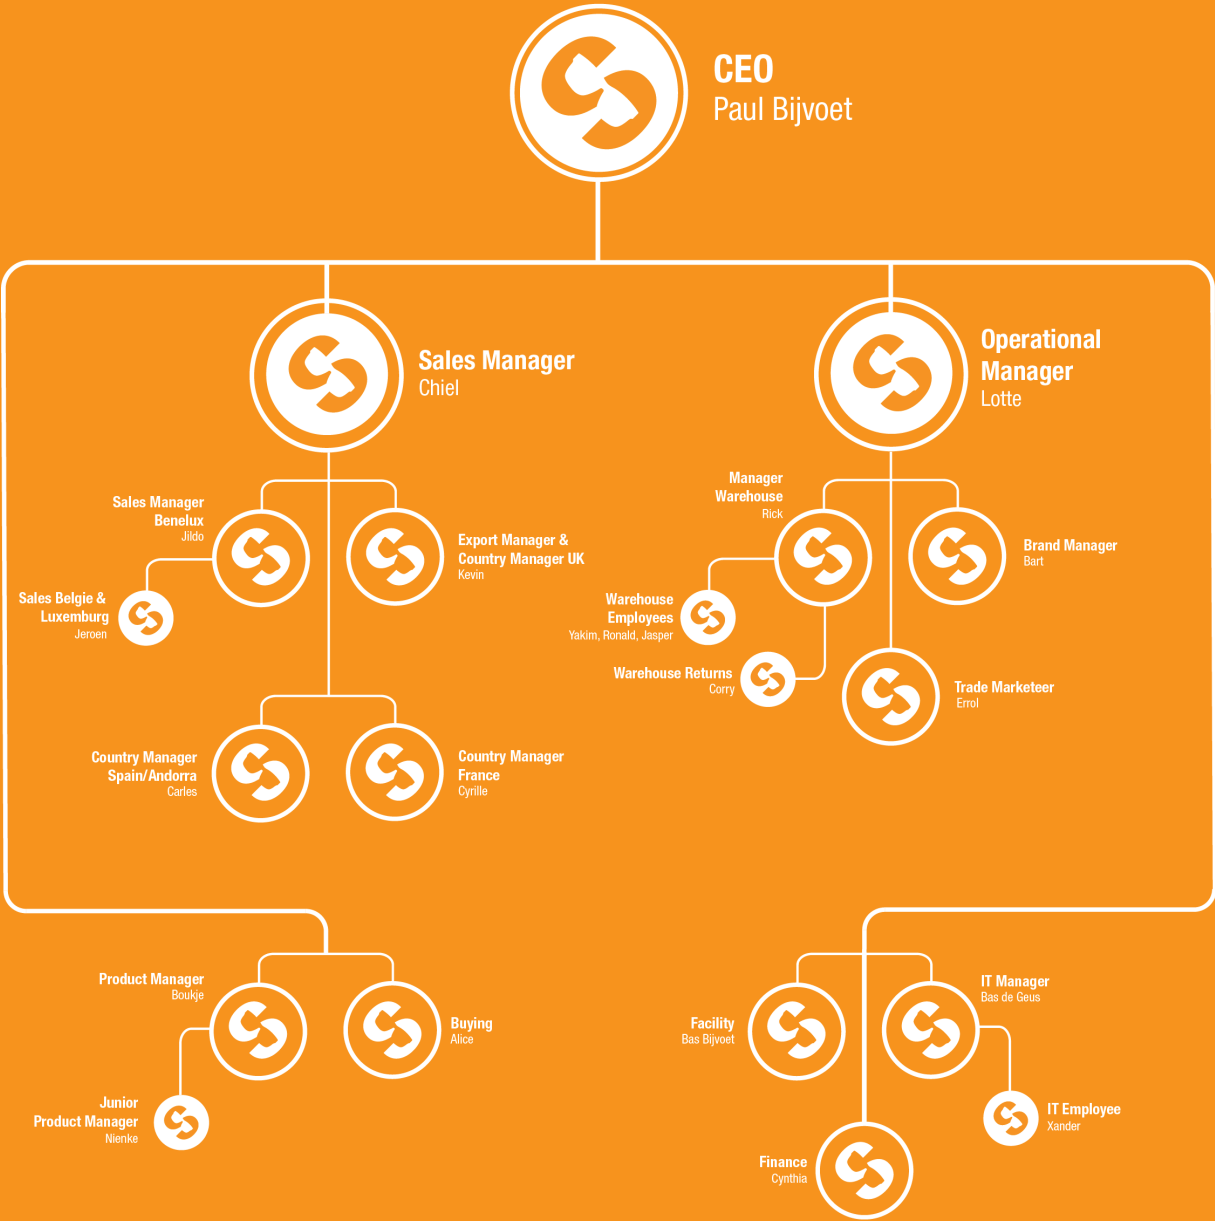 CEO
Paul Bijvoet
Sales Manager
Chiel
Operational
Manager
Lotte
Sales Manager
Benelux
Jildo
Export Manager &
Country Manager UK
Kevin
Sales Belgie &
Luxemburg
Jeroen
Country Manager
Spain/Andorra
Carles
Country Manager
France
Cyrille
Manager
Warehouse
Rick
Brand Manager
Bart
Warehouse
Employees
Yakim, Ronald, Jasper
Warehouse Returns
Corry
Trade Marketeer
Errol
Product Manager
Boukje
Buying
Alice
Junior
Product Manager
Nienke
Facility
Bas Bijvoet
IT Manager
Bas de Geus
IT Employee
Xander
Finance
Cynthia